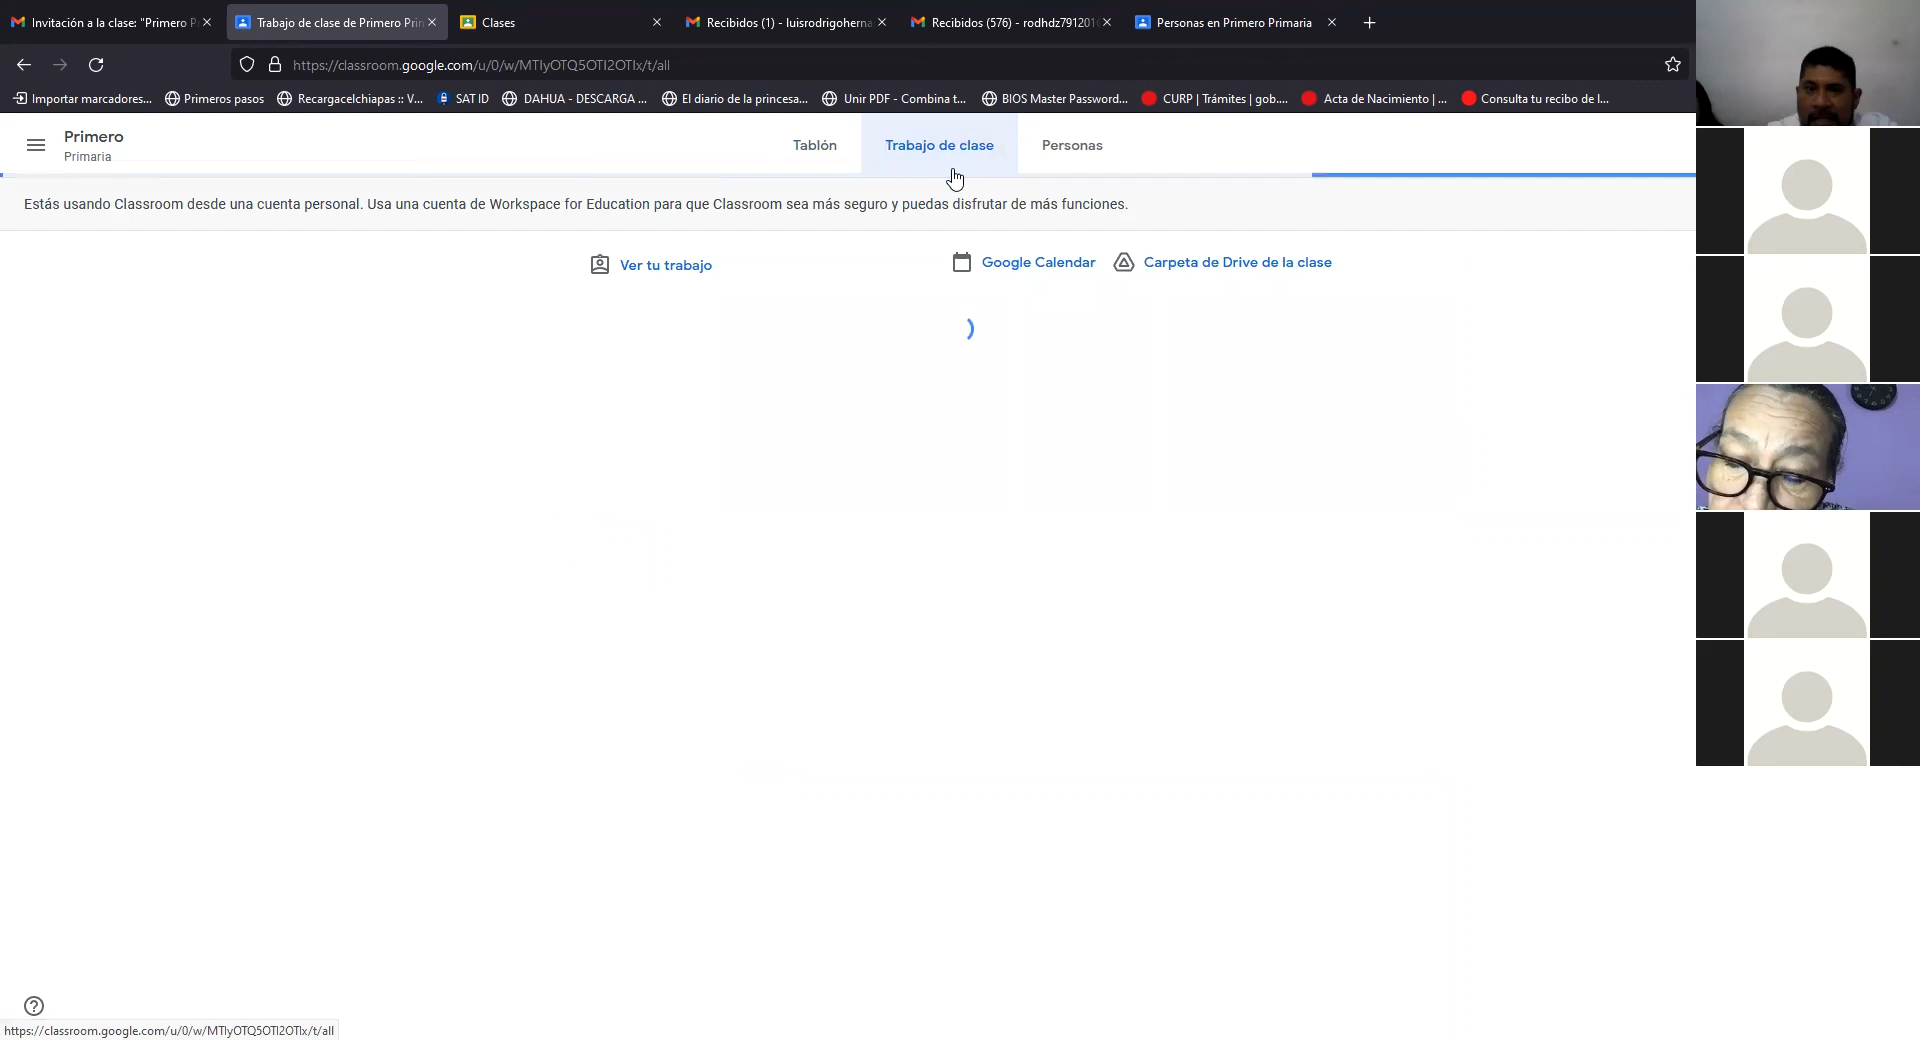 Invitación a la clase: "Primero P
Trabajo de clase de Primero Prin
Clases
Recibidos (1) - luisrodrigoherna
Recibidos (576) - rodhdz791201
Personas en Primero Primaria
https://classroom.google.com/u/0/w/MTIyOTQ5OTI2OTIx/t/all
Importar marcadores...
Primeros pasos
Recargacelchiapas :: V...
SAT ID
DAHUA - DESCARGA ...
El diario de la princesa...
Unir PDF - Combina t...
BIOS Master Password...
CURP | Trámites | gob....
Acta de Nacimiento | ...
Consulta tu recibo de l...
Primero
Primaria
Tablón
Trabajo de clase
Personas
Estás usando Classroom desde una cuenta personal. Usa una cuenta de Workspace for Education para que Classroom sea más seguro y puedas disfrutar de más funciones.
Ver tu trabajo
Google Calendar
Carpeta de Drive de la clase
https://classroom.google.com/u/0/w/MTIyOTQ5OTI2OTIx/t/all